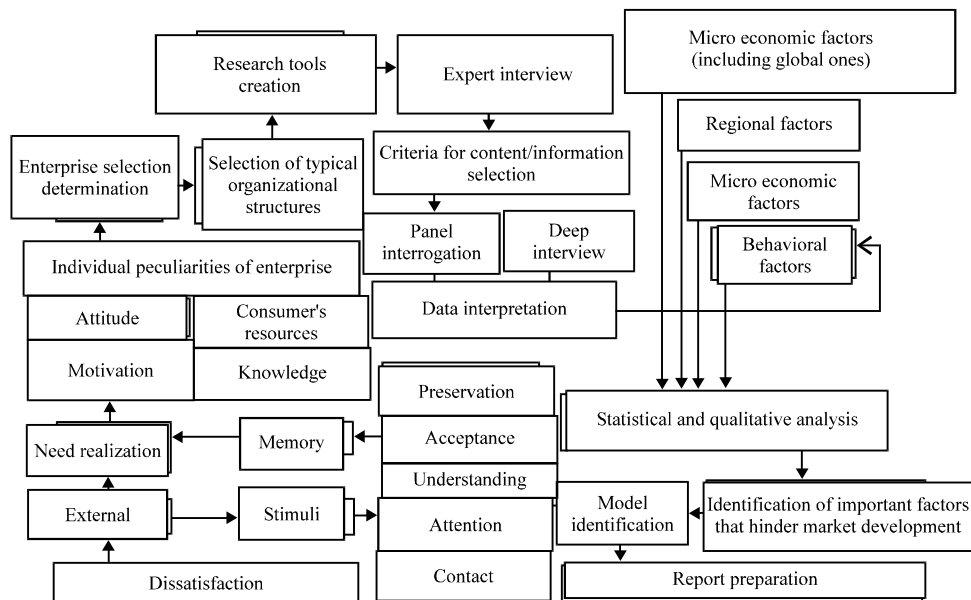 Micro economic factors
(including global ones)
Research tools
creation
Expert interview
Regional factors
Enterprise selection
determination
Selection of typical
organizational
structures
Criteria for content/information
selection
Micro economic
factors
Panel
interrogation
Deep
interview
Behavioral
factors
Individual peculiarities of enterprise
Data interpretation
Attitude
Consumer's
resources
Motivation
Knowledge
Preservation
Statistical and qualitative analysis
Need realization
Memory
Acceptance
Understanding
External
Stimuli
Attention
Model
identification
Identification of important factors
that hinder market development
Dissatisfaction
Contact
Report preparation